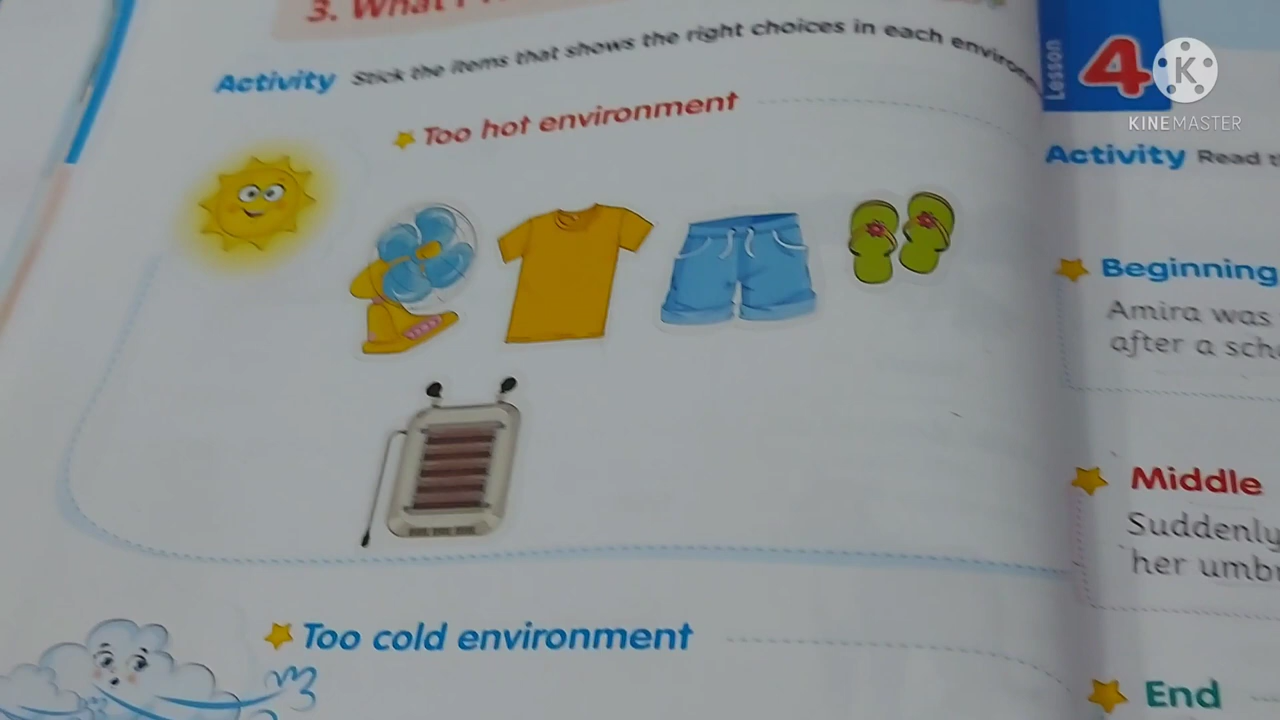 3. What
Activity Stick the items that shows the right choices in each environ
Too hot environment
Too cold environment
Lesson 4
KINEMASTER
Activity Read
Beginning
Amira was
after a sch
Middle
Suddenly
her umb
End